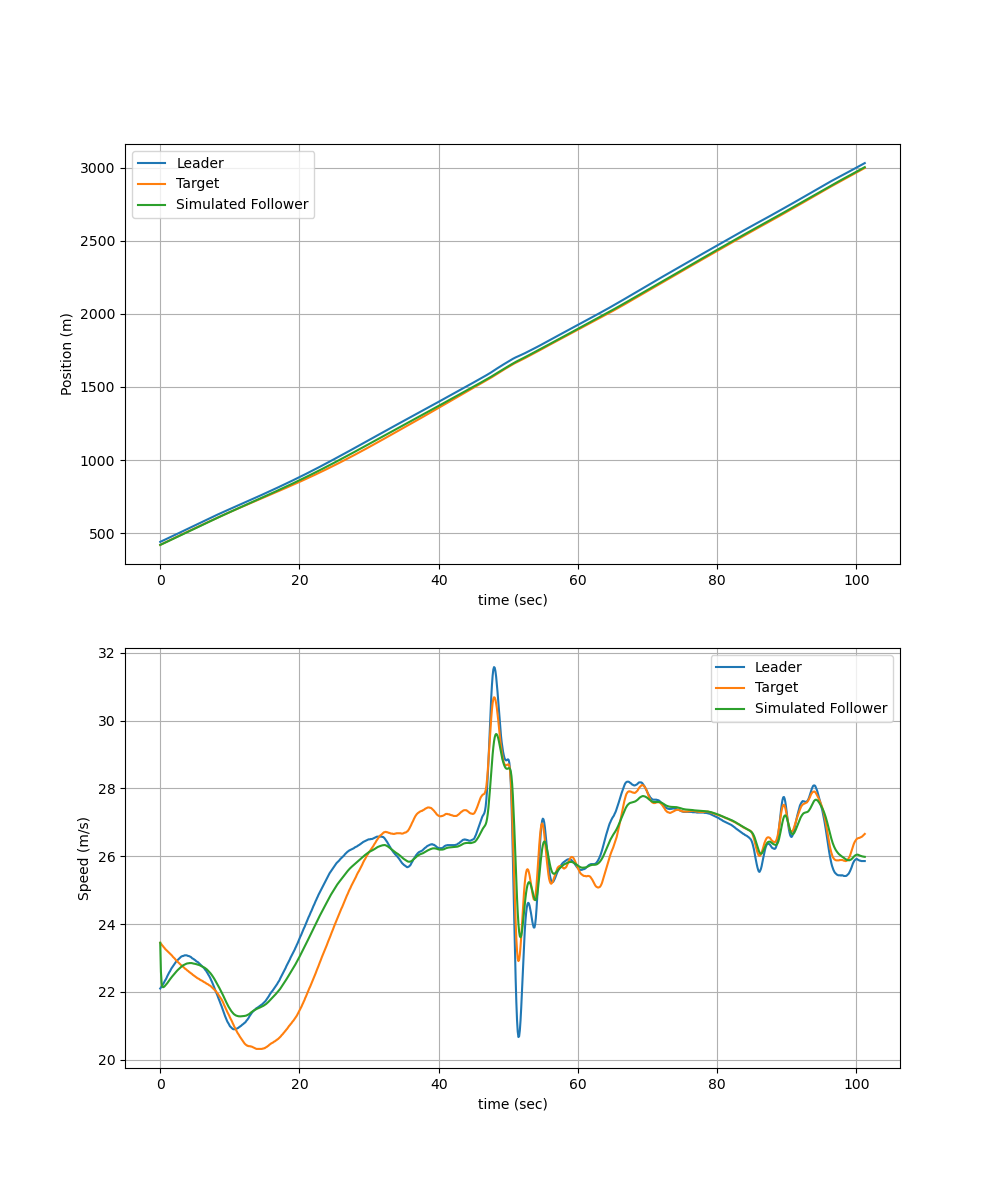 Leader
Target
Simulated Follower
3000
2500
2000
1500
1000
500
Position (m)
0 20 40 60 80 100
time (sec)
Leader
Target
Simulated Follower
32
30
28
26
24
22
20
Speed (m/s)
0 20 40 60 80 100
time (sec)